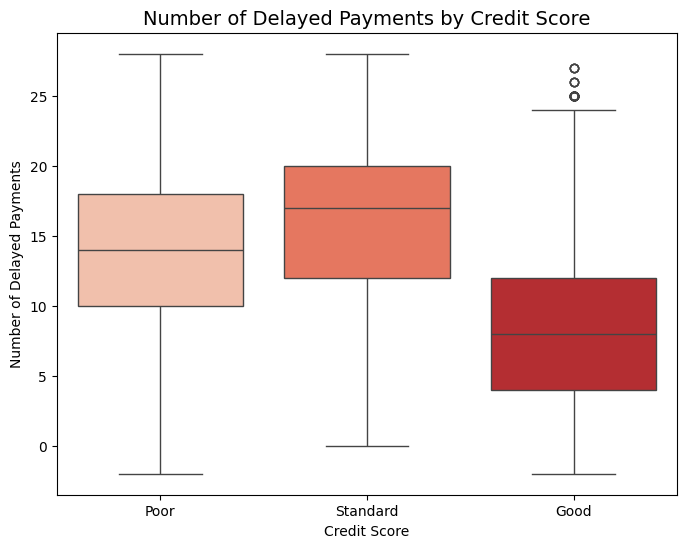 Number of Delayed Payments by Credit Score
Number of Delayed Payments
25
20
15
10
5
0
Poor Standard Good
Credit Score